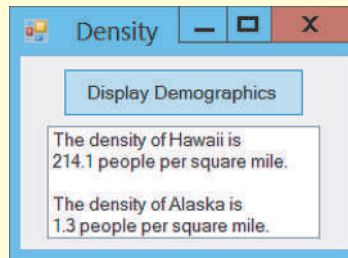 Density
Display Demographics
The density of Hawaii is
214.1 people per square mile.
The density of Alaska is
1.3 people per square mile.